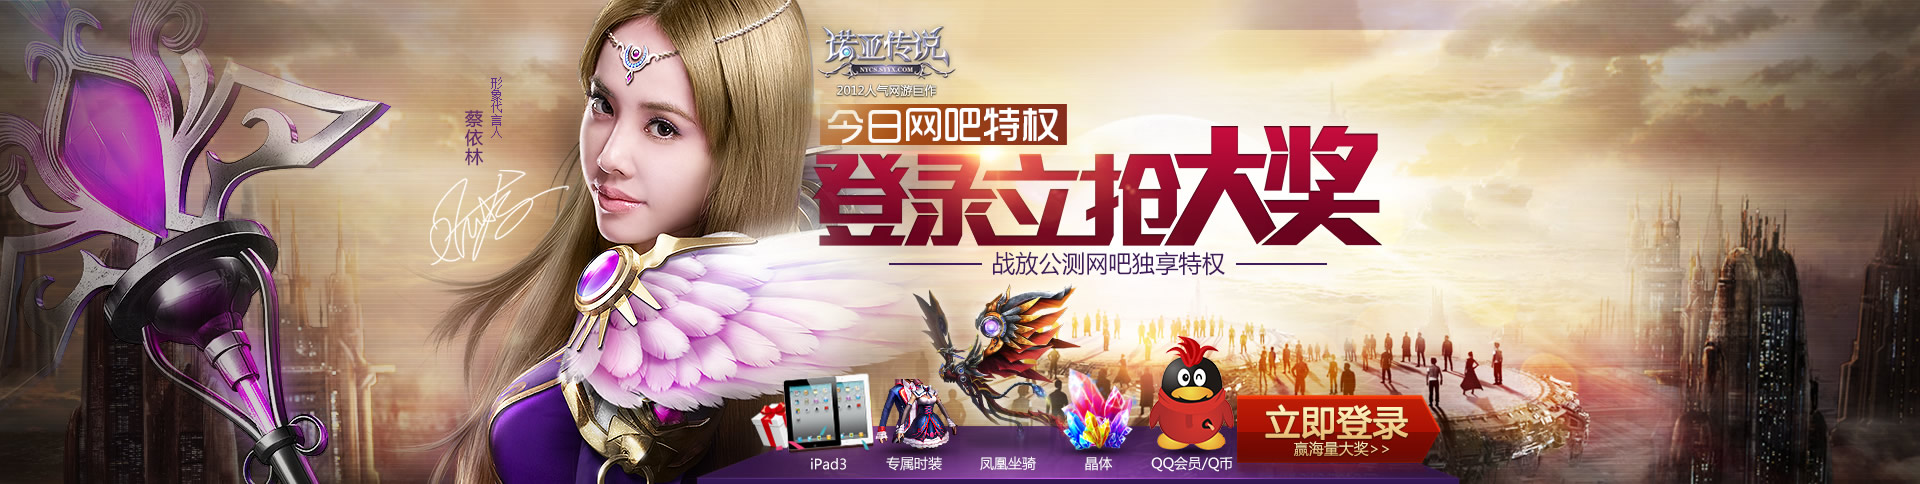 形象代言人
蔡依林
诺亚传说
NYCS.SYYX.COM
2012人气网游巨作
今日网吧特权
登录立抢大奖
战放公测网吧独享特权
iPad3
专属时装
凤凰坐骑
晶体
QQ会员/Q币
立即登录
赢海量大奖>>